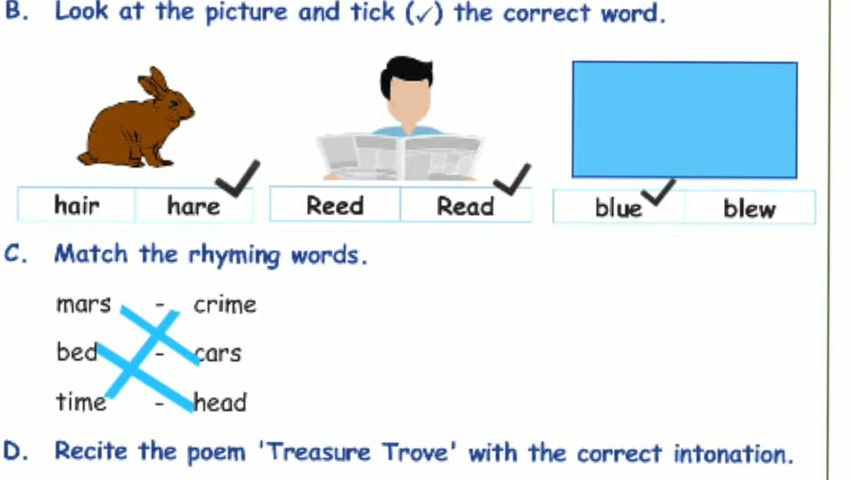 B. Look at the picture and tick (✓) the correct word.
hair hare Reed Read blue blew
C. Match the rhyming words.
mars - crime
bed - cars
time - head
D. Recite the poem 'Treasure Trove' with the correct intonation.